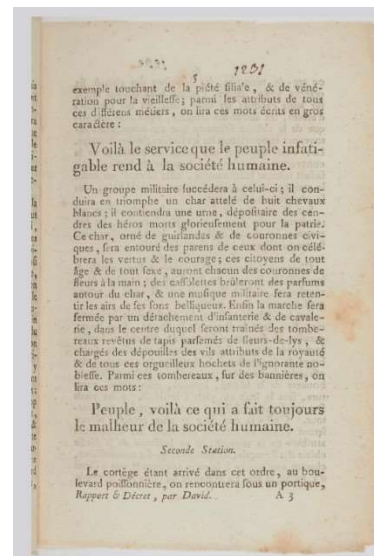 5
1231
exemple touchant de la piété filiale, & de véné-
ration pour la vieillesse; parmi les attributs de tous
ces différens métiers, on lira ces mots écrits en gros
caractère :
Voilà le service que le peuple infati-
gable rend à la société humaine.
Un groupe militaire succédera à celui-ci ; il con-
duira en triomphe un char attelé de huit chevaux
blancs ; il contiendra une urne, dépositaire des cen-
dres des héros morts glorieusement pour la patrie.
Ce char, orné de guirlandes & de couronnes civi-
ques, sera entouré des parens de ceux dont on célé-
brera les vertus & le courage ; ces citoyens de tout
âge & de tout sexe, auront chacun des couronnes de
fleurs à la main ; des cassolettes brûleront des parfums
autour du char, & une musique militaire fera reten-
tir les airs de ses sons belliqueux. Enfin la marche sera
fermée par un détachement d'infanterie & de cavale-
rie, dans le centre duquel seront traînés des tombe-
reaux revêtus de tapis parsemés de fleurs-de-lys, &
chargés des dépouilles des vils attributs de la royauté
& de tous ces orgueilleux hochets de l'ignorante no-
blesse. Parmi ces tombereaux, sur des bannières, on
lira ces mots :
Peuple, voilà ce qui a fait toujours
le malheur de la société humaine.
Seconde Station.
Le cortège étant arrivé dans cet ordre, au bou-
levard poissonnière, on rencontrera sous un portique,
Rapport & Décret, par David. A 3